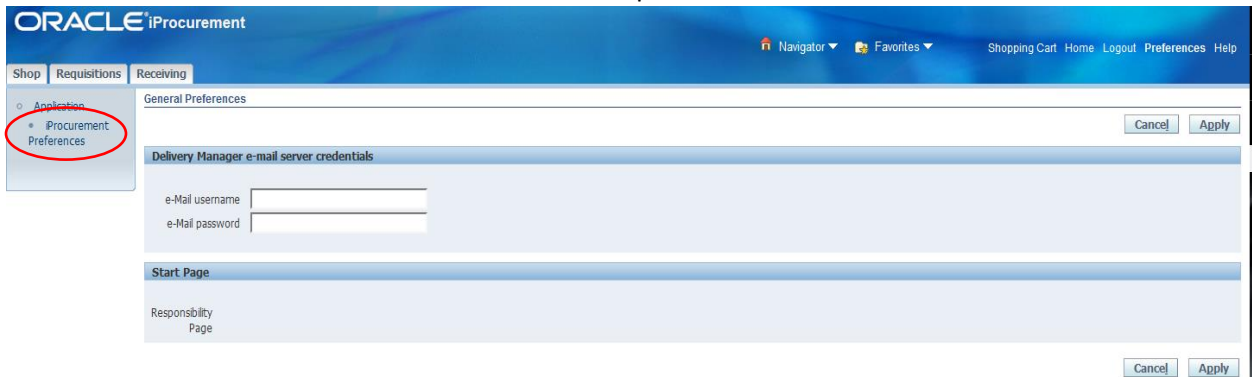 ORACLE iProcurement
Navigator Favorites Shopping Cart Home Logout Preferences Help
Shop Requisitions Receiving
Application
iProcurement
Preferences
General Preferences
Cancel Apply
Delivery Manager e-mail server credentials
e-Mail username
e-Mail password
Start Page
Responsibility
Page
Cancel Apply